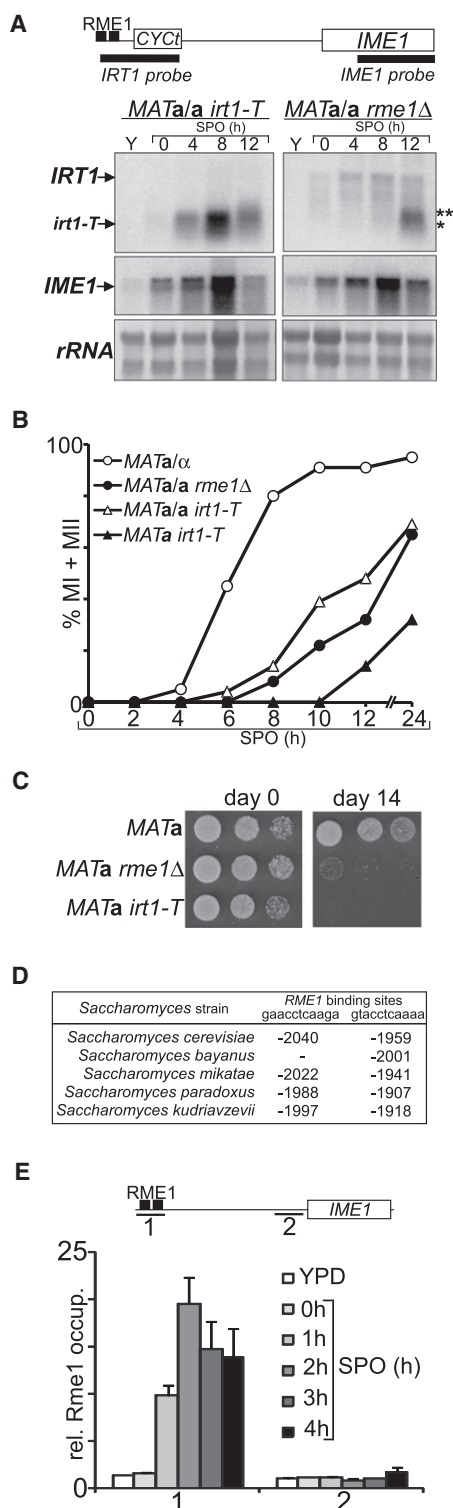 A
RME1
CYCt
IME1
IRT1 probe
IME1 probe
MATa/a irt1-T
MATa/a rme1Δ
SPO (h)
SPO (h)
Y 0 4 8 12
Y 0 4 8 12
IRT1
irt1-T
**
*
IME1
rRNA
B
100
% MI + MII
MATa/α
MATa/a rme1Δ
MATa/a irt1-T
MATa irt1-T
0
0 2 4 6 8 10 12 24
SPO (h)
C
day 0 day 14
MATa
MATa rme1Δ
MATa irt1-T
D
Saccharomyces strain RME1 binding sites
gaacctcaaga gtacctcaaaa
Saccharomyces cerevisiae -2040 -1959
Saccharomyces bayanus - -2001
Saccharomyces mikatae -2022 -1941
Saccharomyces paradoxus -1988 -1907
Saccharomyces kudriavzevii -1997 -1918
E
RME1
IME1
1 2
25
rel. Rme1 occup.
YPD
0h
1h
2h
3h
4h
SPO (h)
0
1 2